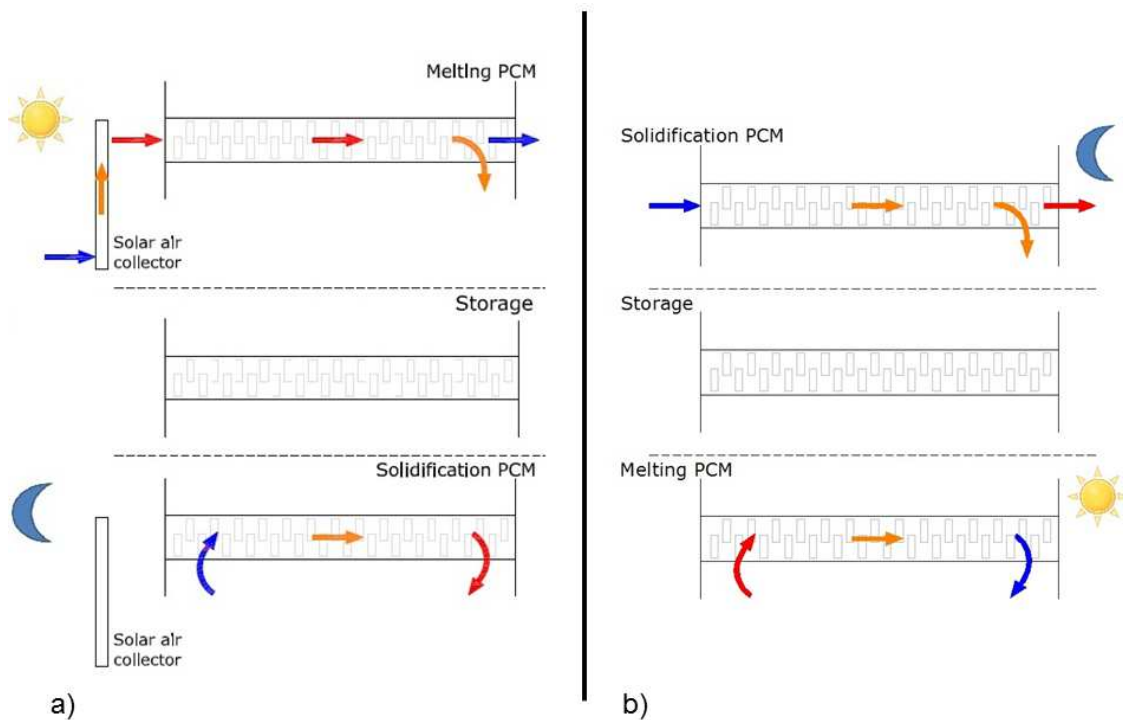 Melting PCM
Solar air
collector
Storage
Solidification PCM
Solar air
collector
a)
Solidification PCM
Storage
Melting PCM
b)